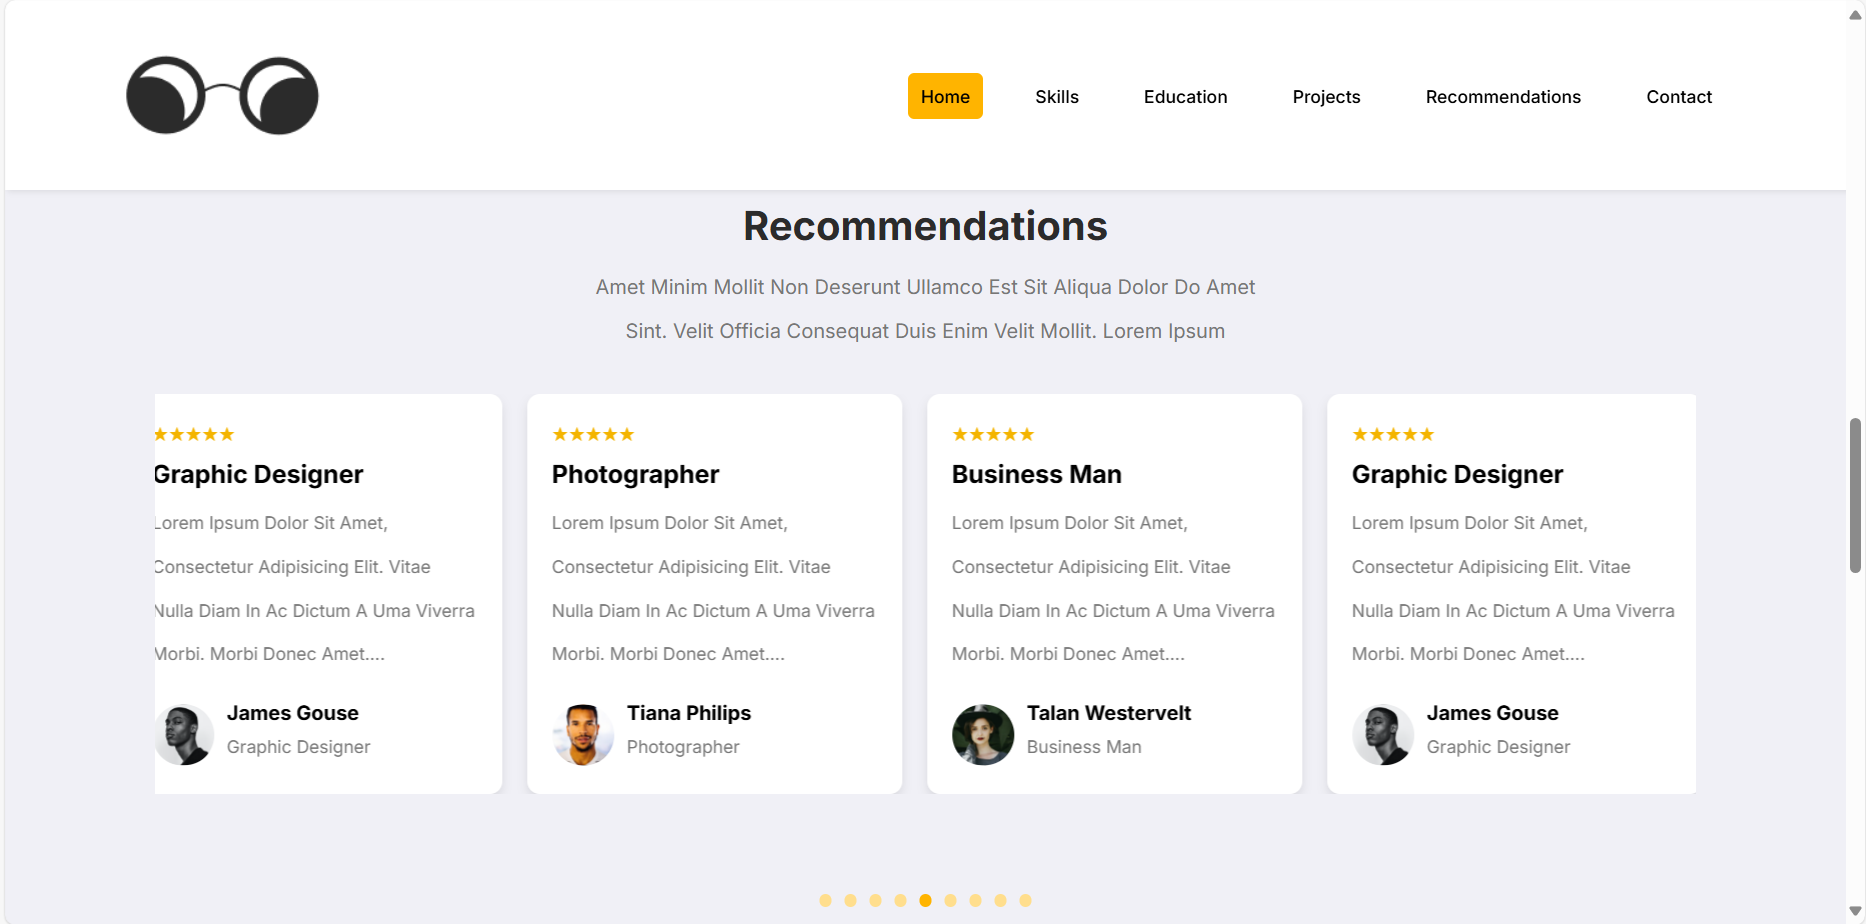 Home
Skills
Education
Projects
Recommendations
Contact
Recommendations
Amet Minim Mollit Non Deserunt Ullamco Est Sit Aliqua Dolor Do Amet
Sint. Velit Officia Consequat Duis Enim Velit Mollit. Lorem Ipsum
★★★★★
Graphic Designer
Lorem Ipsum Dolor Sit Amet,
Consectetur Adipisicing Elit. Vitae
Nulla Diam In Ac Dictum A Uma Viverra
Morbi. Morbi Donec Amet....
James Gouse
Graphic Designer
★★★★★
Photographer
Lorem Ipsum Dolor Sit Amet,
Consectetur Adipisicing Elit. Vitae
Nulla Diam In Ac Dictum A Uma Viverra
Morbi. Morbi Donec Amet....
Tiana Philips
Photographer
★★★★★
Business Man
Lorem Ipsum Dolor Sit Amet,
Consectetur Adipisicing Elit. Vitae
Nulla Diam In Ac Dictum A Uma Viverra
Morbi. Morbi Donec Amet....
Talan Westervelt
Business Man
★★★★★
Graphic Designer
Lorem Ipsum Dolor Sit Amet,
Consectetur Adipisicing Elit. Vitae
Nulla Diam In Ac Dictum A Uma Viverra
Morbi. Morbi Donec Amet....
James Gouse
Graphic Designer